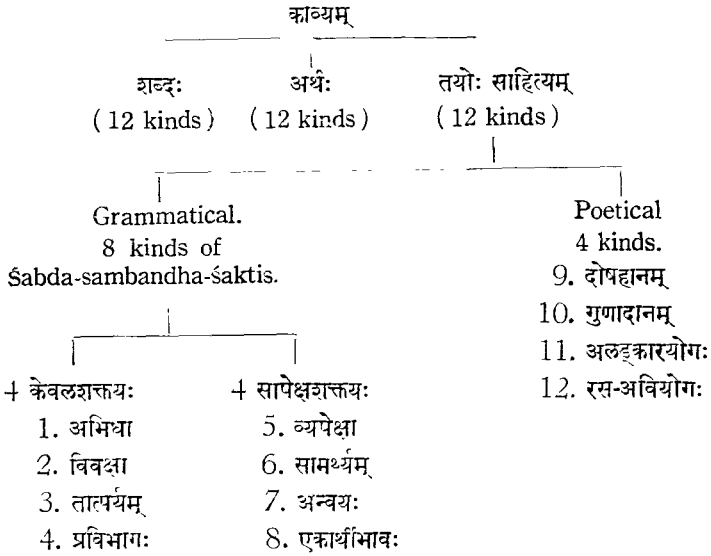 काव्यम्
शब्दः अर्थः तयोः साहित्यम्
( 12 kinds ) ( 12 kinds ) ( 12 kinds )
Grammatical.
8 kinds of
Śabda-sambandha-śaktis.
Poetical
4 kinds.
9. दोषहानम्
10. गुणादानम्
11. अलङ्कारयोगः
12. रस-अवियोगः
4 केवलशक्तयः
1. अभिधा
2. विवक्षा
3. तात्पर्यम्
4. प्रविभागः
4 सापेक्षशक्तयः
5. व्यपेक्षा
6. सामर्थ्यम्
7. अन्वयः
8. एकार्थीभावः